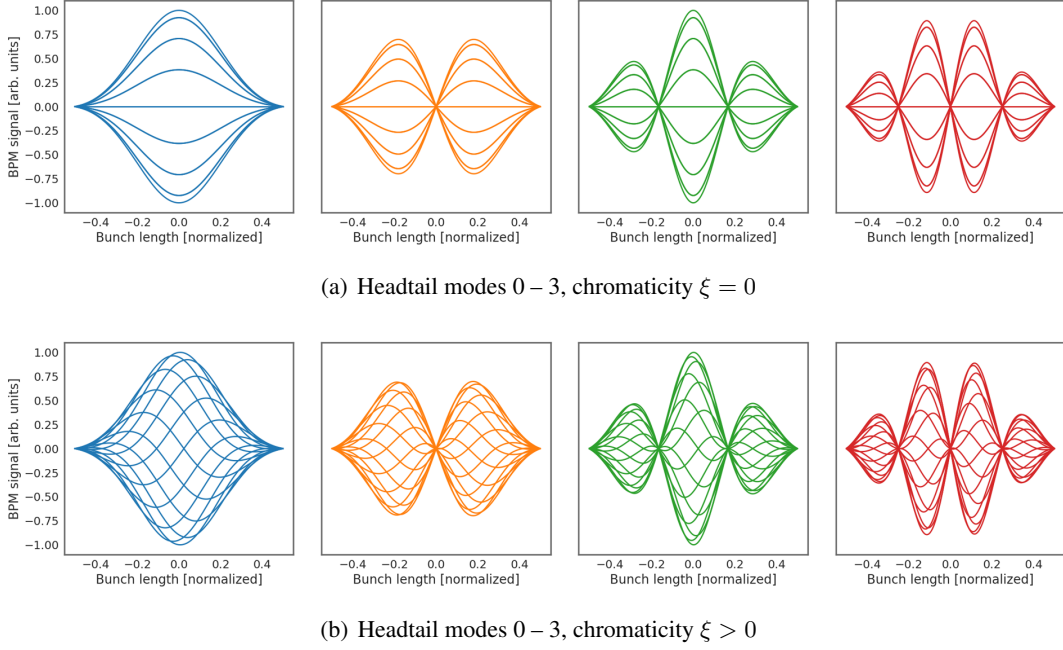 1.00
0.75
0.50
0.25
0.00
−0.25
−0.50
−0.75
−1.00
BPM signal [arb. units]
−0.4 −0.2 0.0 0.2 0.4
Bunch length [normalized]
−0.4 −0.2 0.0 0.2 0.4
Bunch length [normalized]
−0.4 −0.2 0.0 0.2 0.4
Bunch length [normalized]
−0.4 −0.2 0.0 0.2 0.4
Bunch length [normalized]
(a) Headtail modes 0 – 3, chromaticity ξ = 0
1.00
0.75
0.50
0.25
0.00
−0.25
−0.50
−0.75
−1.00
BPM signal [arb. units]
−0.4 −0.2 0.0 0.2 0.4
Bunch length [normalized]
−0.4 −0.2 0.0 0.2 0.4
Bunch length [normalized]
−0.4 −0.2 0.0 0.2 0.4
Bunch length [normalized]
−0.4 −0.2 0.0 0.2 0.4
Bunch length [normalized]
(b) Headtail modes 0 – 3, chromaticity ξ > 0